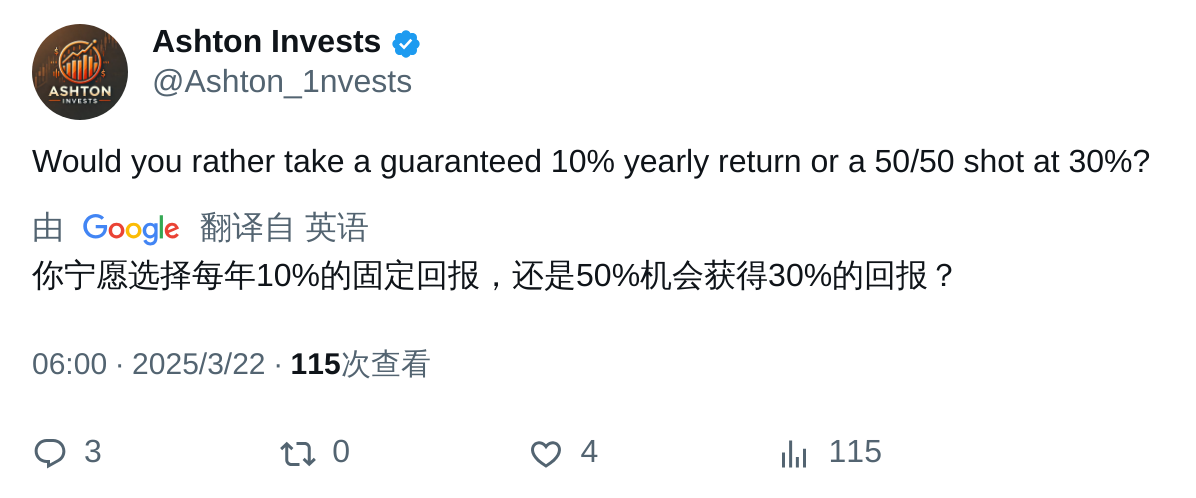 ASHTON
INVESTS
Ashton Invests
@Ashton_1nvests
Would you rather take a guaranteed 10% yearly return or a 50/50 shot at 30%?
由 Google 翻译自 英语
你宁愿选择每年10%的固定回报，还是50%机会获得30%的回报？
06:00 · 2025/3/22 · 115次查看
3 0 4 115